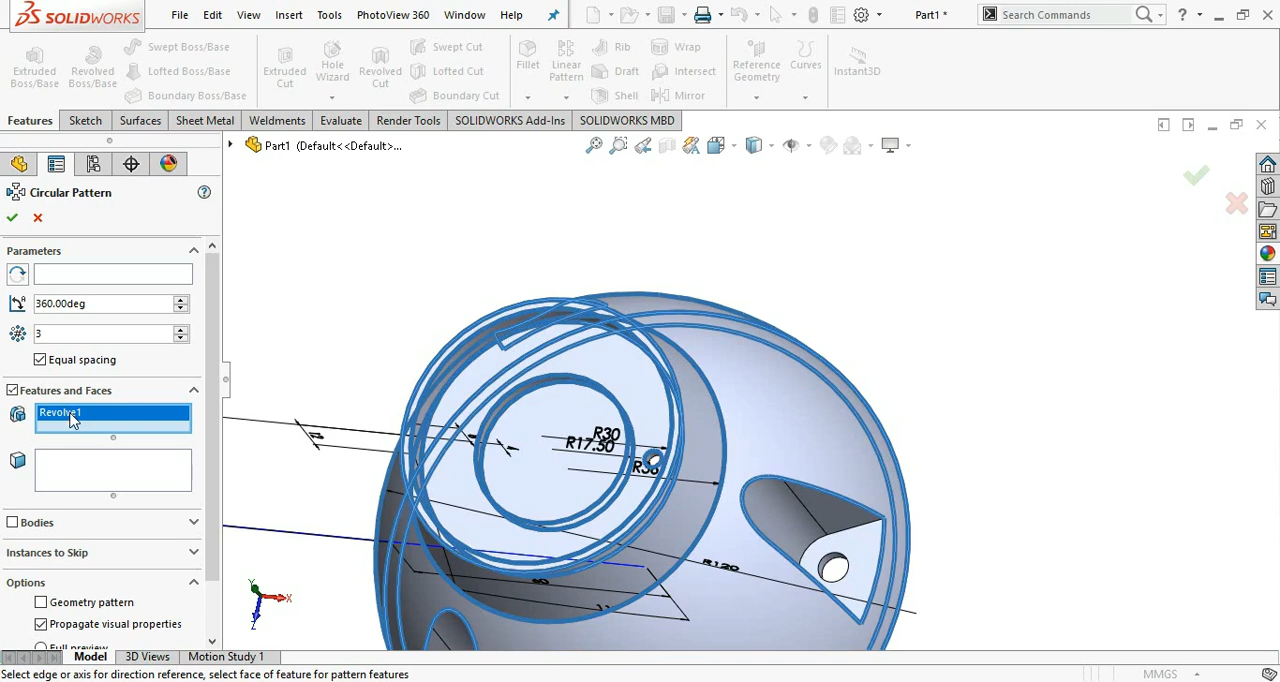 SOLIDWORKS File Edit View Insert Tools PhotoView 360 Window Help Part1 * Search Commands ?
Extruded Boss/Base
Revolved Boss/Base
Swept Boss/Base
Lofted Boss/Base
Boundary Boss/Base
Extruded Cut
Hole Wizard
Revolved Cut
Swept Cut
Lofted Cut
Boundary Cut
Fillet
Linear Pattern
Rib
Draft
Shell
Wrap
Intersect
Mirror
Reference Geometry
Curves
Instant3D
Features Sketch Surfaces Sheet Metal Weldments Evaluate Render Tools SOLIDWORKS Add-Ins SOLIDWORKS MBD
Part1 (Default<<Default>...
Circular Pattern
Parameters
360.00deg
3
Equal spacing
Features and Faces
Revolve1
Bodies
Instances to Skip
Options
Geometry pattern
Propagate visual properties
Full preview
R30
R17.50
R120
Y
X
Z
Model 3D Views Motion Study 1
Select edge or axis for direction reference, select face of feature for pattern features
MMGS